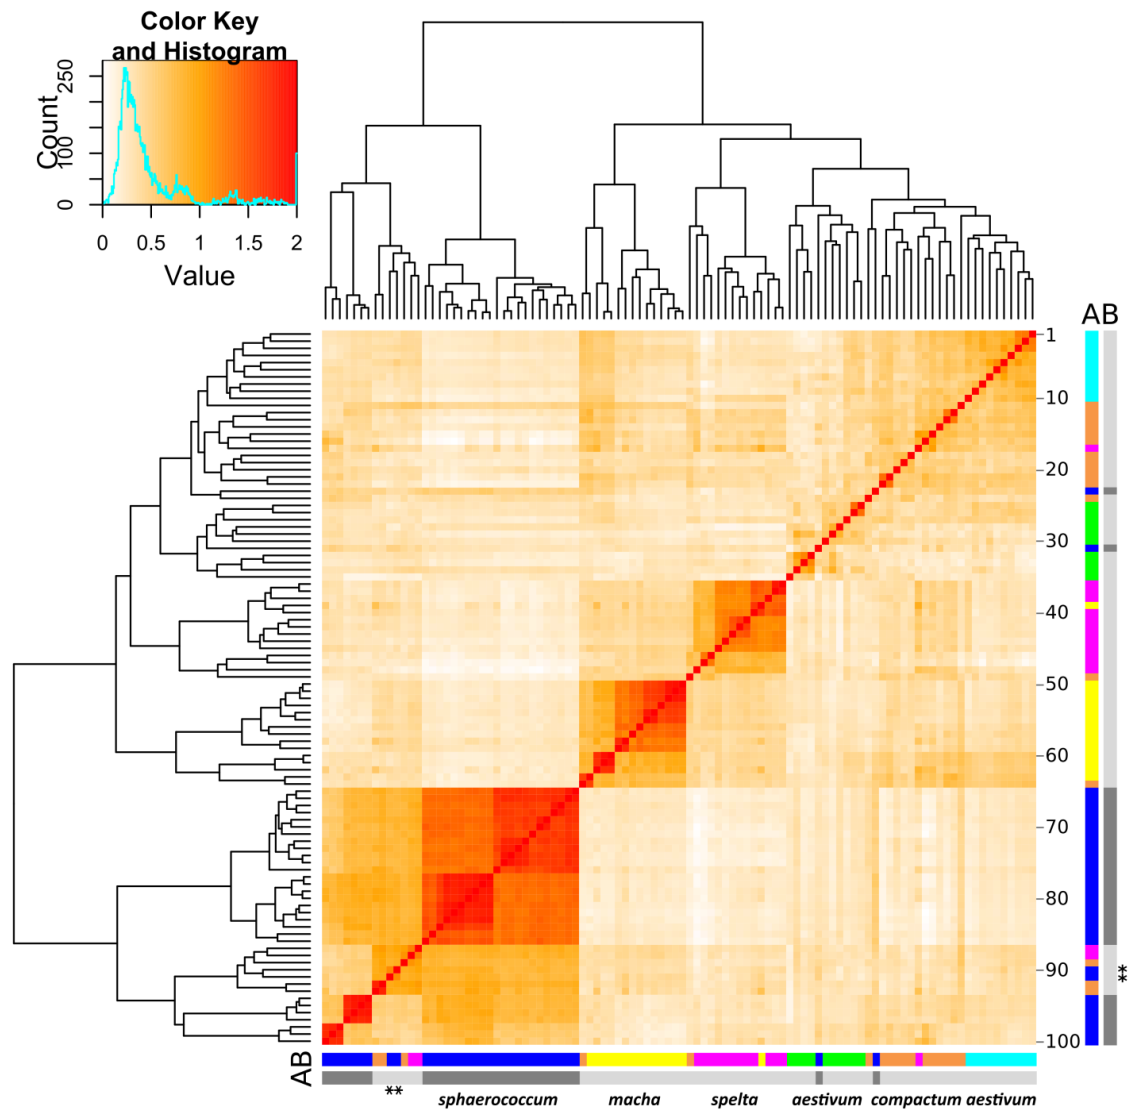 Color Key
and Histogram
Count
0
100
250
0
0.5
1
1.5
2
Value
AB
1
10
20
30
40
50
60
70
80
90
100
**
AB
**
sphaerococcum
macha
spelta
aestivum
compactum
aestivum